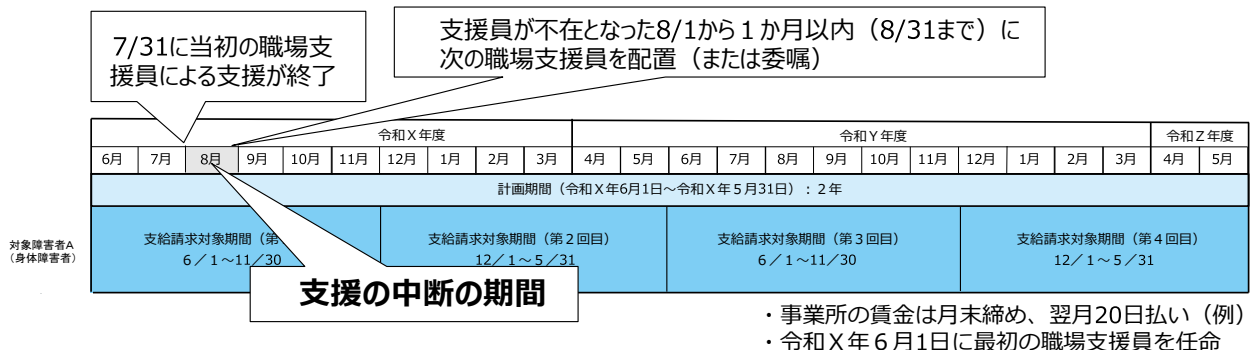 7/31に当初の職場支
援員による支援が終了
支援員が不在となった8/1から１か月以内（8/31まで）に
次の職場支援員を配置（または委嘱）
令和Ｘ年度
令和Ｙ年度
令和Ｚ年度
6月 7月 8月 9月 10月 11月 12月 1月 2月 3月 4月 5月 6月 7月 8月 9月 10月 11月 12月 1月 2月 3月 4月 5月
計画期間（令和Ｘ年6月1日～令和Ｘ年５月31日）：２年
対象障害者Ａ
（身体障害者）
支給請求対象期間（第
６／１～11／30
支給請求対象期間（第２回目）
12／１～５／31
支給請求対象期間（第３回目）
６／１～11／30
支給請求対象期間（第４回目）
12／１～５／31
支援の中断の期間
・事業所の賃金は月末締め、翌月20日払い（例）
・令和Ｘ年６月1日に最初の職場支援員を任命